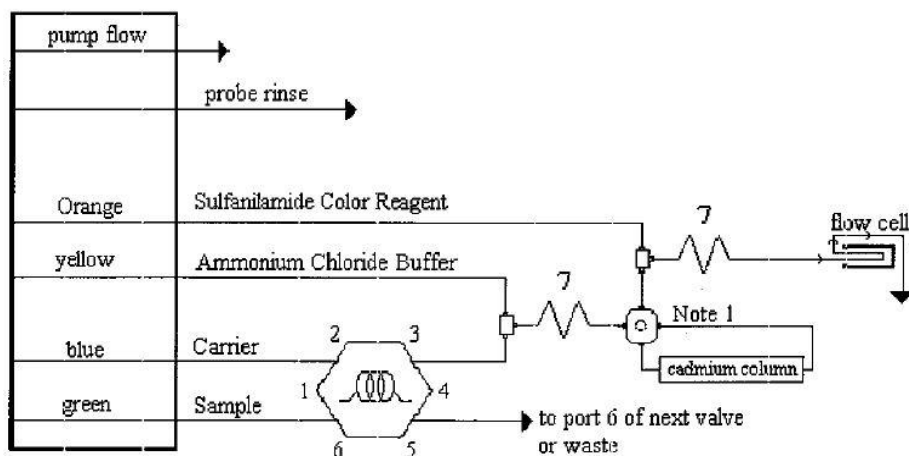 pump flow
probe rinse
Orange Sulfanilamide Color Reagent
7
flow cell
yellow Ammonium Chloride Buffer
7
Note 1
2 3
blue Carrier
cadmium column
1 4
green Sample
to port 6 of next valve
or waste
6 5